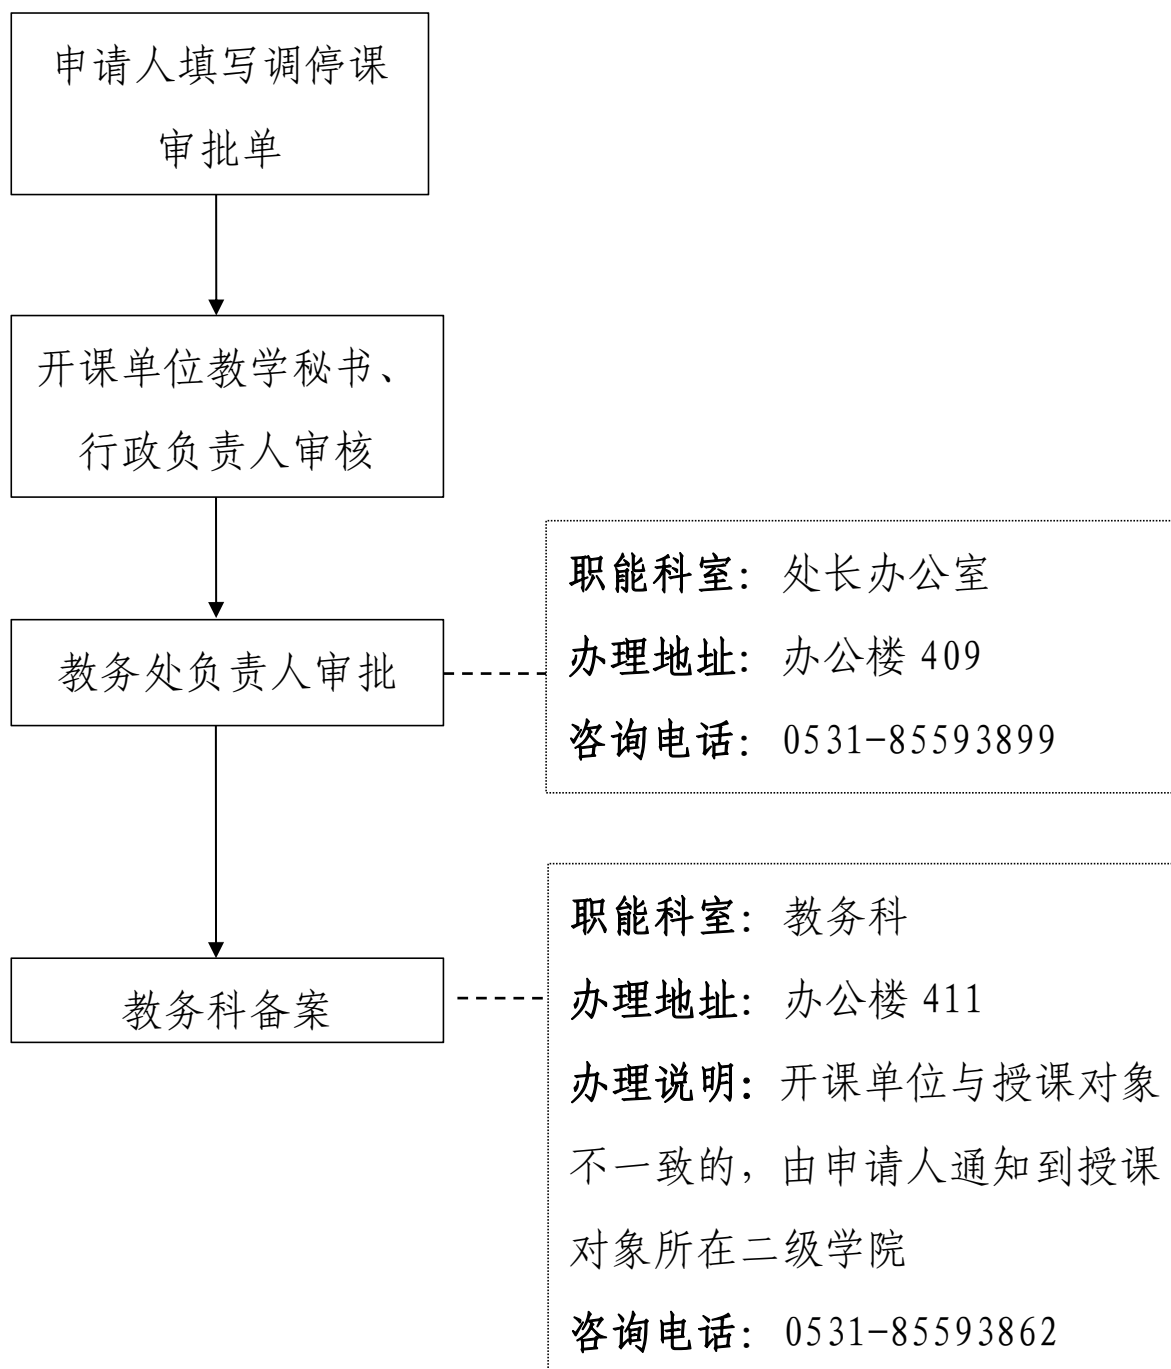 申请人填写调停课
审批单
开课单位教学秘书、
行政负责人审核
教务处负责人审批
职能科室：处长办公室
办理地址：办公楼 409
咨询电话：0531-85593899
教务科备案
职能科室：教务科
办理地址：办公楼 411
办理说明：开课单位与授课对象
不一致的，由申请人通知到授课
对象所在二级学院
咨询电话：0531-85593862